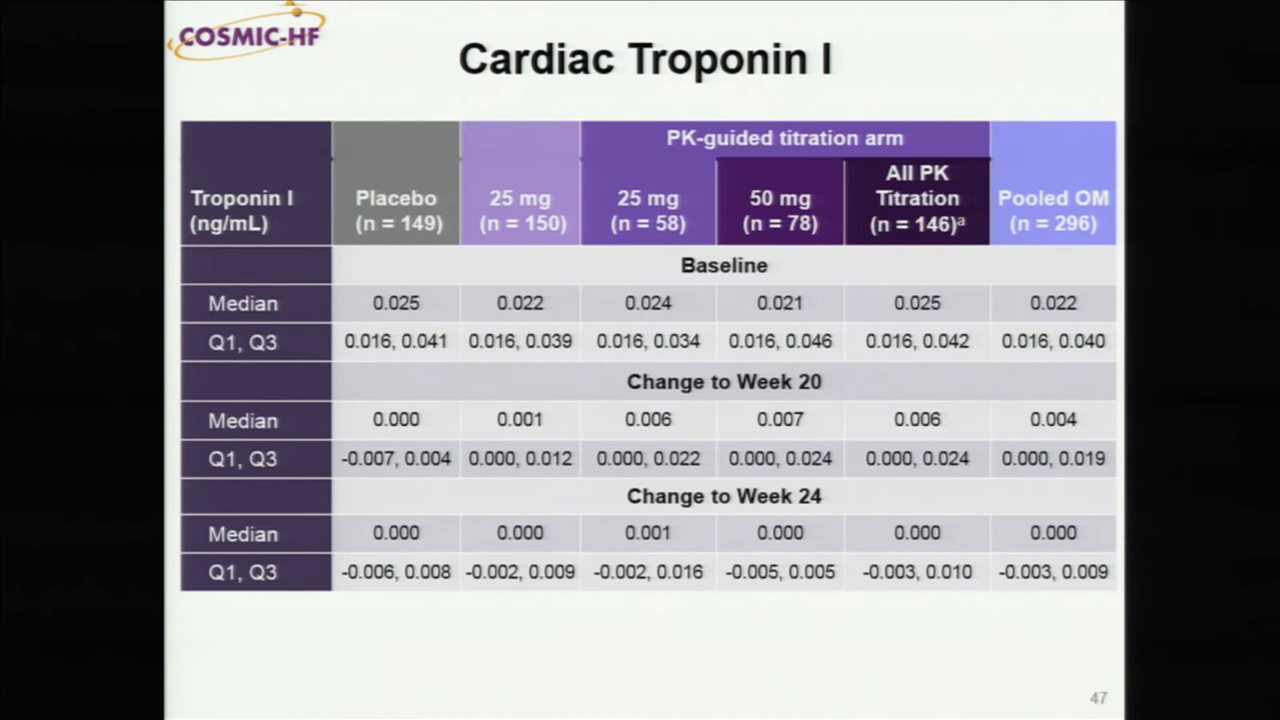 COSMIC-HF
Cardiac Troponin I
PK-guided titration arm
Troponin I (ng/mL) Placebo (n = 149) 25 mg (n = 150) 25 mg (n = 58) 50 mg (n = 78) All PK Titration (n = 146)ᵃ Pooled OM (n = 296)
Baseline
Median 0.025 0.022 0.024 0.021 0.025 0.022
Q1, Q3 0.016, 0.041 0.016, 0.039 0.016, 0.034 0.016, 0.046 0.016, 0.042 0.016, 0.040
Change to Week 20
Median 0.000 0.001 0.006 0.007 0.006 0.004
Q1, Q3 -0.007, 0.004 0.000, 0.012 0.000, 0.022 0.000, 0.024 0.000, 0.024 0.000, 0.019
Change to Week 24
Median 0.000 0.000 0.001 0.000 0.000 0.000
Q1, Q3 -0.006, 0.008 -0.002, 0.009 -0.002, 0.016 -0.005, 0.005 -0.003, 0.010 -0.003, 0.009
47